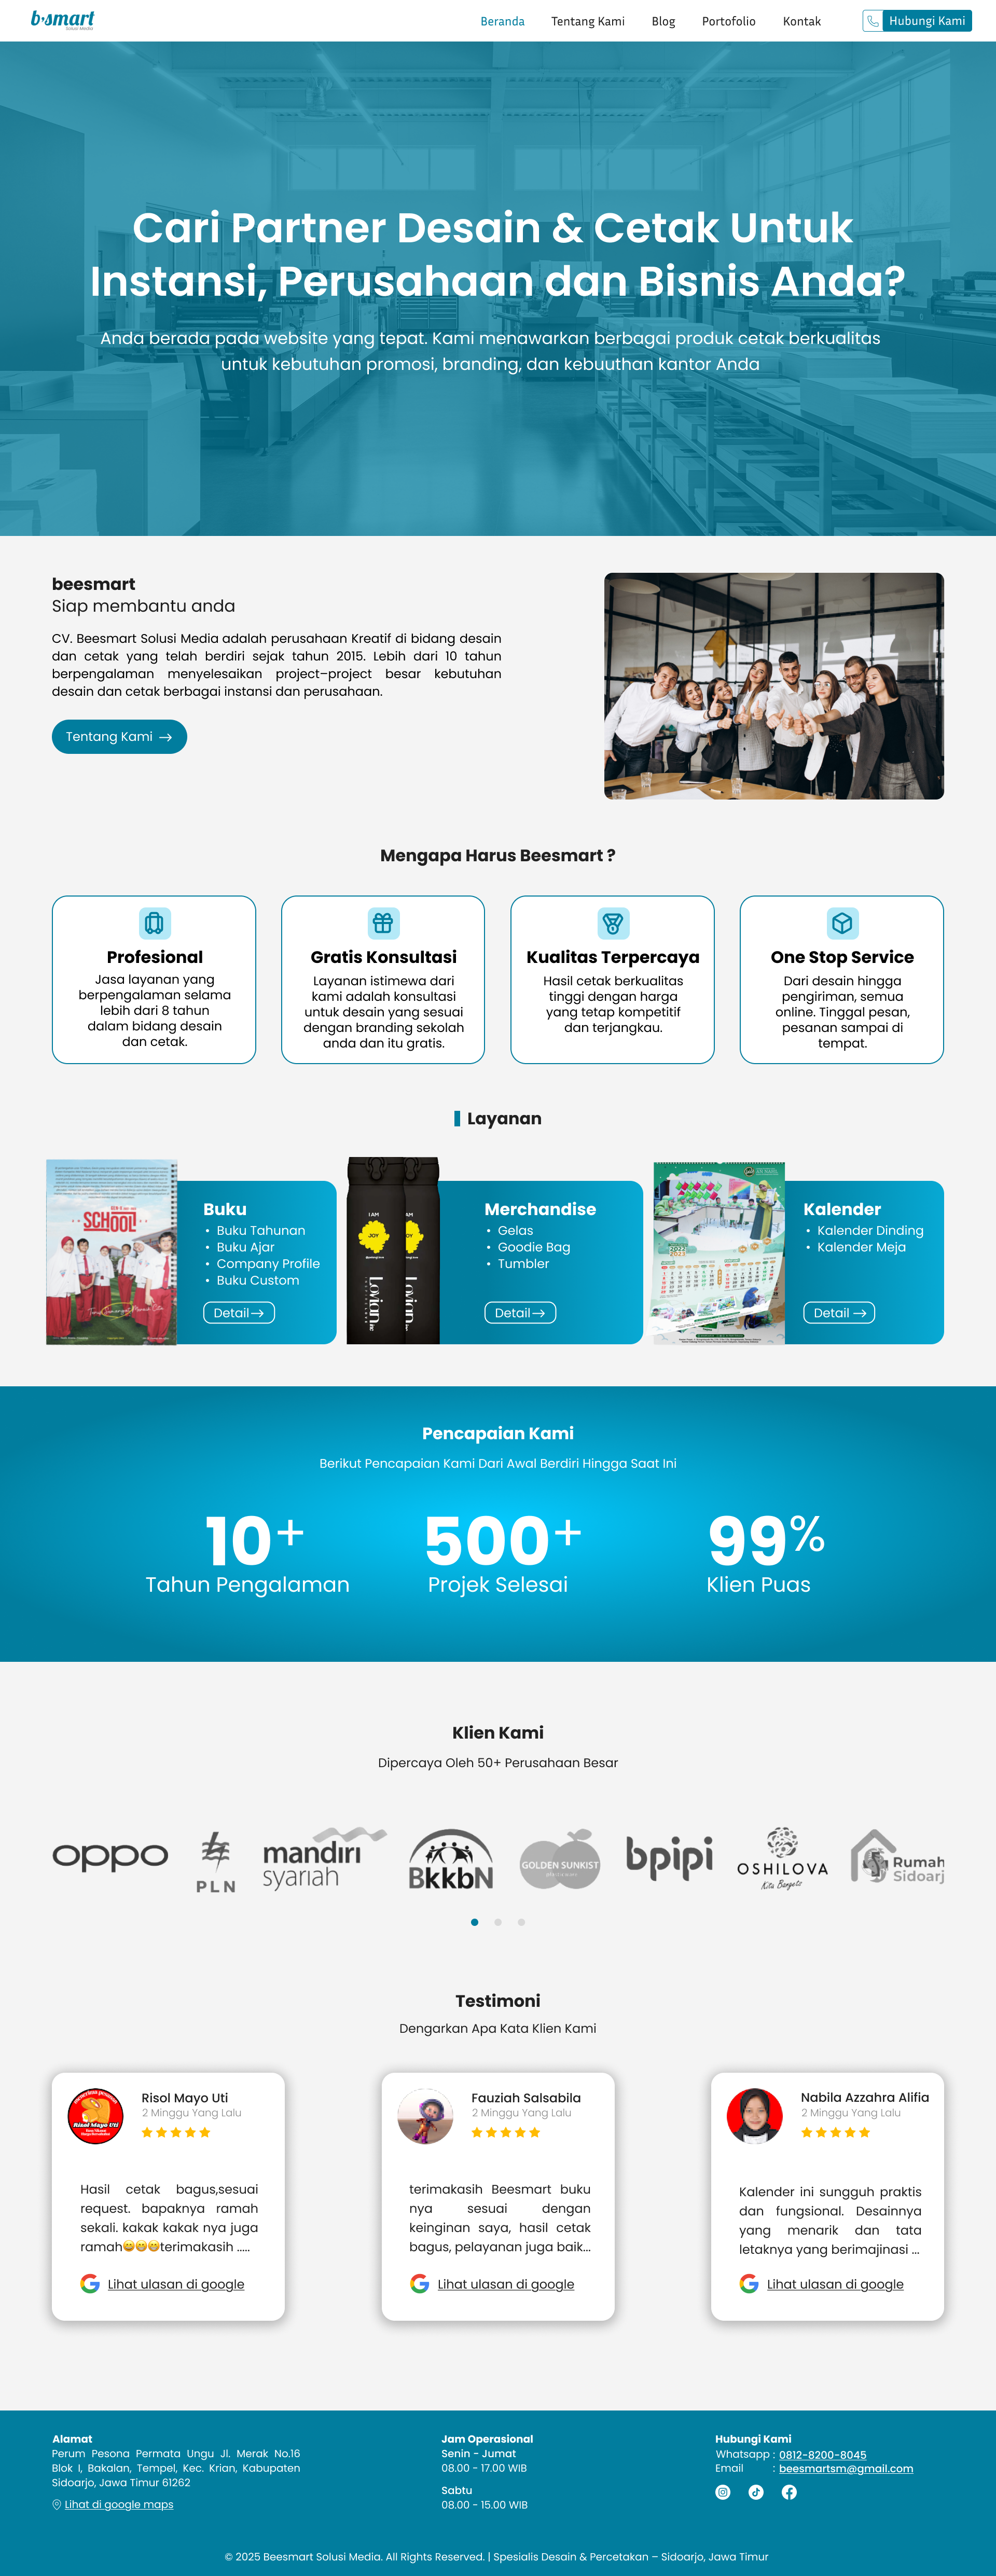 b·smart
Solusi Media
Beranda
Tentang Kami
Blog
Portofolio
Kontak
Hubungi Kami
Cari Partner Desain & Cetak Untuk
Instansi, Perusahaan dan Bisnis Anda?
Anda berada pada website yang tepat. Kami menawarkan berbagai produk cetak berkualitas
untuk kebutuhan promosi, branding, dan kebuuthan kantor Anda
beesmart
Siap membantu anda
CV. Beesmart Solusi Media adalah perusahaan Kreatif di bidang desain
dan cetak yang telah berdiri sejak tahun 2015. Lebih dari 10 tahun
berpengalaman menyelesaikan project-project besar kebutuhan
desain dan cetak berbagai instansi dan perusahaan.
Tentang Kami →
Mengapa Harus Beesmart ?
Profesional
Jasa layanan yang
berpengalaman selama
lebih dari 8 tahun
dalam bidang desain
dan cetak.
Gratis Konsultasi
Layanan istimewa dari
kami adalah konsultasi
untuk desain yang sesuai
dengan branding sekolah
anda dan itu gratis.
Kualitas Terpercaya
Hasil cetak berkualitas
tinggi dengan harga
yang tetap kompetitif
dan terjangkau.
One Stop Service
Dari desain hingga
pengiriman, semua
online. Tinggal pesan,
pesanan sampai di
tempat.
Layanan
SCHOOL
Buku
• Buku Tahunan
• Buku Ajar
• Company Profile
• Buku Custom
Detail→
I AM
JOY
Lovian
Merchandise
• Gelas
• Goodie Bag
• Tumbler
Detail→
2022
2023
Kalender
• Kalender Dinding
• Kalender Meja
Detail →
Pencapaian Kami
Berikut Pencapaian Kami Dari Awal Berdiri Hingga Saat Ini
10+
Tahun Pengalaman
500+
Projek Selesai
99%
Klien Puas
Klien Kami
Dipercaya Oleh 50+ Perusahaan Besar
oppo
PLN
mandiri
syariah
BkkbN
GOLDEN SUNKIST
bpipi
OSHILOVA
Kita Bangets
Rumah
Sidoarj
Testimoni
Dengarkan Apa Kata Klien Kami
Risol Mayo Uti
Risol Mayo Uti
2 Minggu Yang Lalu
Hasil cetak bagus,sesuai
request. bapaknya ramah
sekali. kakak kakak nya juga
ramah😀😀😀terimakasih .....
Lihat ulasan di google
Fauziah Salsabila
2 Minggu Yang Lalu
terimakasih Beesmart buku
nya sesuai dengan
keinginan saya, hasil cetak
bagus, pelayanan juga baik...
Lihat ulasan di google
Nabila Azzahra Alifia
2 Minggu Yang Lalu
Kalender ini sungguh praktis
dan fungsional. Desainnya
yang menarik dan tata
letaknya yang berimajinasi ...
Lihat ulasan di google
Alamat
Perum Pesona Permata Ungu Jl. Merak No.16
Blok I, Bakalan, Tempel, Kec. Krian, Kabupaten
Sidoarjo, Jawa Timur 61262
Lihat di google maps
Jam Operasional
Senin - Jumat
08.00 - 17.00 WIB
Sabtu
08.00 - 15.00 WIB
Hubungi Kami
Whatsapp : 0812-8200-8045
Email : beesmartsm@gmail.com
© 2025 Beesmart Solusi Media. All Rights Reserved. | Spesialis Desain & Percetakan – Sidoarjo, Jawa Timur